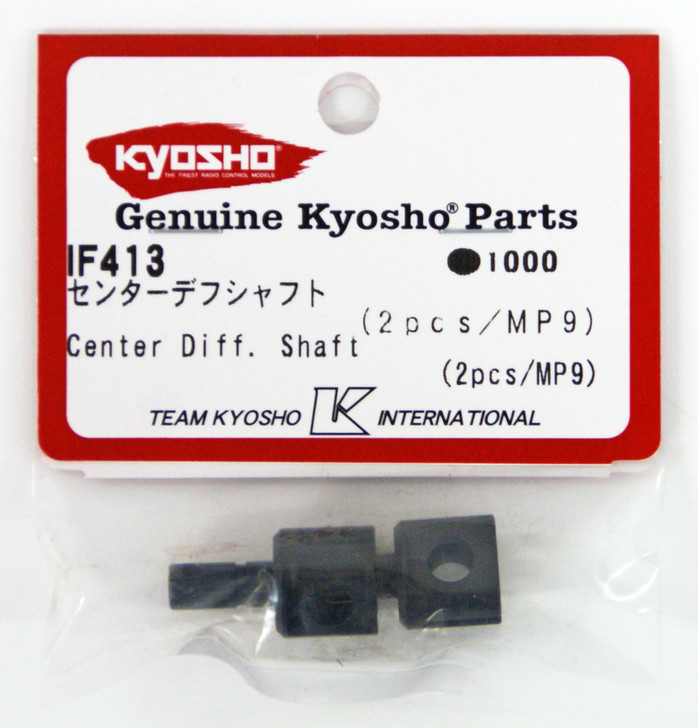 KYOSHO®
THE FINEST RADIO CONTROL MODELS
Genuine Kyosho® Parts
IF413 ●1000
センターデフシャフト
(2pcs/MP9)
Center Diff. Shaft
(2pcs/MP9)
TEAM KYOSHO K INTERNATIONAL